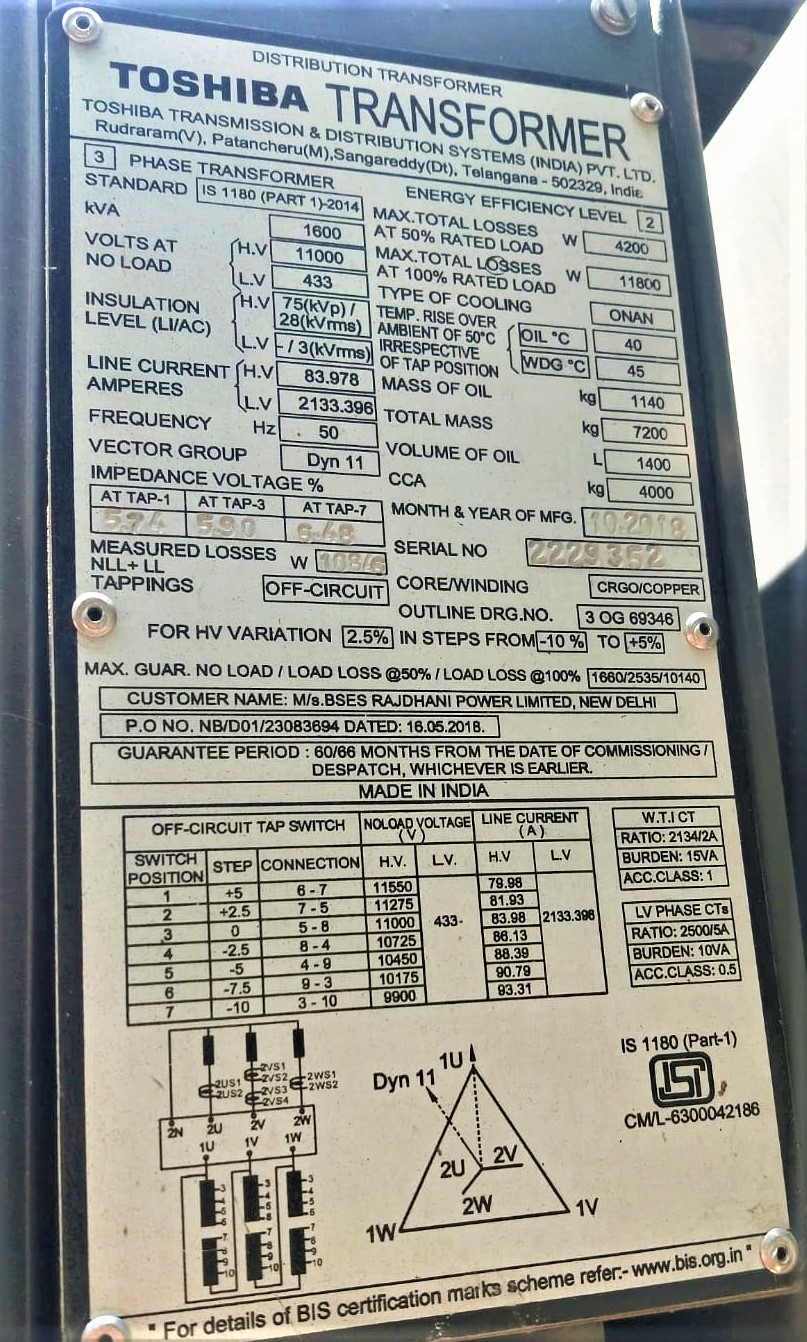 DISTRIBUTION TRANSFORMER
TOSHIBA TRANSFORMER
TOSHIBA TRANSMISSION & DISTRIBUTION SYSTEMS (INDIA) PVT. LTD.
Rudraram(V), Patancheru(M),Sangareddy(Dt), Telangana - 502329, India
3 PHASE TRANSFORMER
STANDARD IS 1180 (PART 1)-2014
kVA 1600
VOLTS AT NO LOAD H.V 11000
L.V 433
INSULATION LEVEL (LI/AC) H.V 75(kVp) / 28(kVrms)
L.V - / 3(kVrms)
LINE CURRENT AMPERES H.V 83.978
L.V 2133.396
FREQUENCY Hz 50
VECTOR GROUP Dyn 11
IMPEDANCE VOLTAGE %
AT TAP-1 AT TAP-3 AT TAP-7
5.74 5.90 6.48
MEASURED LOSSES
NLL+ LL W
TAPPINGS OFF-CIRCUIT
ENERGY EFFICIENCY LEVEL 2
MAX.TOTAL LOSSES
AT 50% RATED LOAD W 4200
MAX.TOTAL LOSSES
AT 100% RATED LOAD W 11800
TYPE OF COOLING ONAN
TEMP. RISE OVER
AMBIENT OF 50°C OIL °C 40
IRRESPECTIVE
OF TAP POSITION WDG °C 45
MASS OF OIL kg 1140
TOTAL MASS kg 7200
VOLUME OF OIL L 1400
CCA kg 4000
MONTH & YEAR OF MFG. 10.2018
SERIAL NO 2229352
CORE/WINDING CRGO/COPPER
OUTLINE DRG.NO. 3 OG 69346
FOR HV VARIATION 2.5% IN STEPS FROM -10 % TO +5%
MAX. GUAR. NO LOAD / LOAD LOSS @50% / LOAD LOSS @100% 1660/2535/10140
CUSTOMER NAME: M/s.BSES RAJDHANI POWER LIMITED, NEW DELHI
P.O NO. NB/D01/23083694 DATED: 16.05.2018.
GUARANTEE PERIOD : 60/66 MONTHS FROM THE DATE OF COMMISSIONING /
DESPATCH, WHICHEVER IS EARLIER.
MADE IN INDIA
OFF-CIRCUIT TAP SWITCH NOLOAD VOLTAGE (V) LINE CURRENT (A)
SWITCH POSITION STEP CONNECTION H.V. L.V. H.V L.V
1 +5 6 - 7 11550 79.98
2 +2.5 7 - 5 11275 81.93
3 0 5 - 8 11000 433- 83.98 2133.396
4 -2.5 8 - 4 10725 86.13
5 -5 4 - 9 10450 88.39
6 -7.5 9 - 3 10175 90.79
7 -10 3 - 10 9900 93.31
W.T.I CT
RATIO: 2134/2A
BURDEN: 15VA
ACC.CLASS: 1
LV PHASE CTs
RATIO: 2500/5A
BURDEN: 10VA
ACC.CLASS: 0.5
2US1
2US2
2VS1
2VS2
2VS3
2VS4
2WS1
2WS2
2N 2U 2V 2W
1U 1V 1W
3 3 3
4 4 4
5 5 5
6 6 6
7 7 7
8 8 8
9 9 9
10 10 10
Dyn 11
1U
2U 2V
2W
1W 1V
IS 1180 (Part-1)
ISI
CM/L-6300042186
" For details of BIS certification marks scheme refer:- www.bis.org.in "